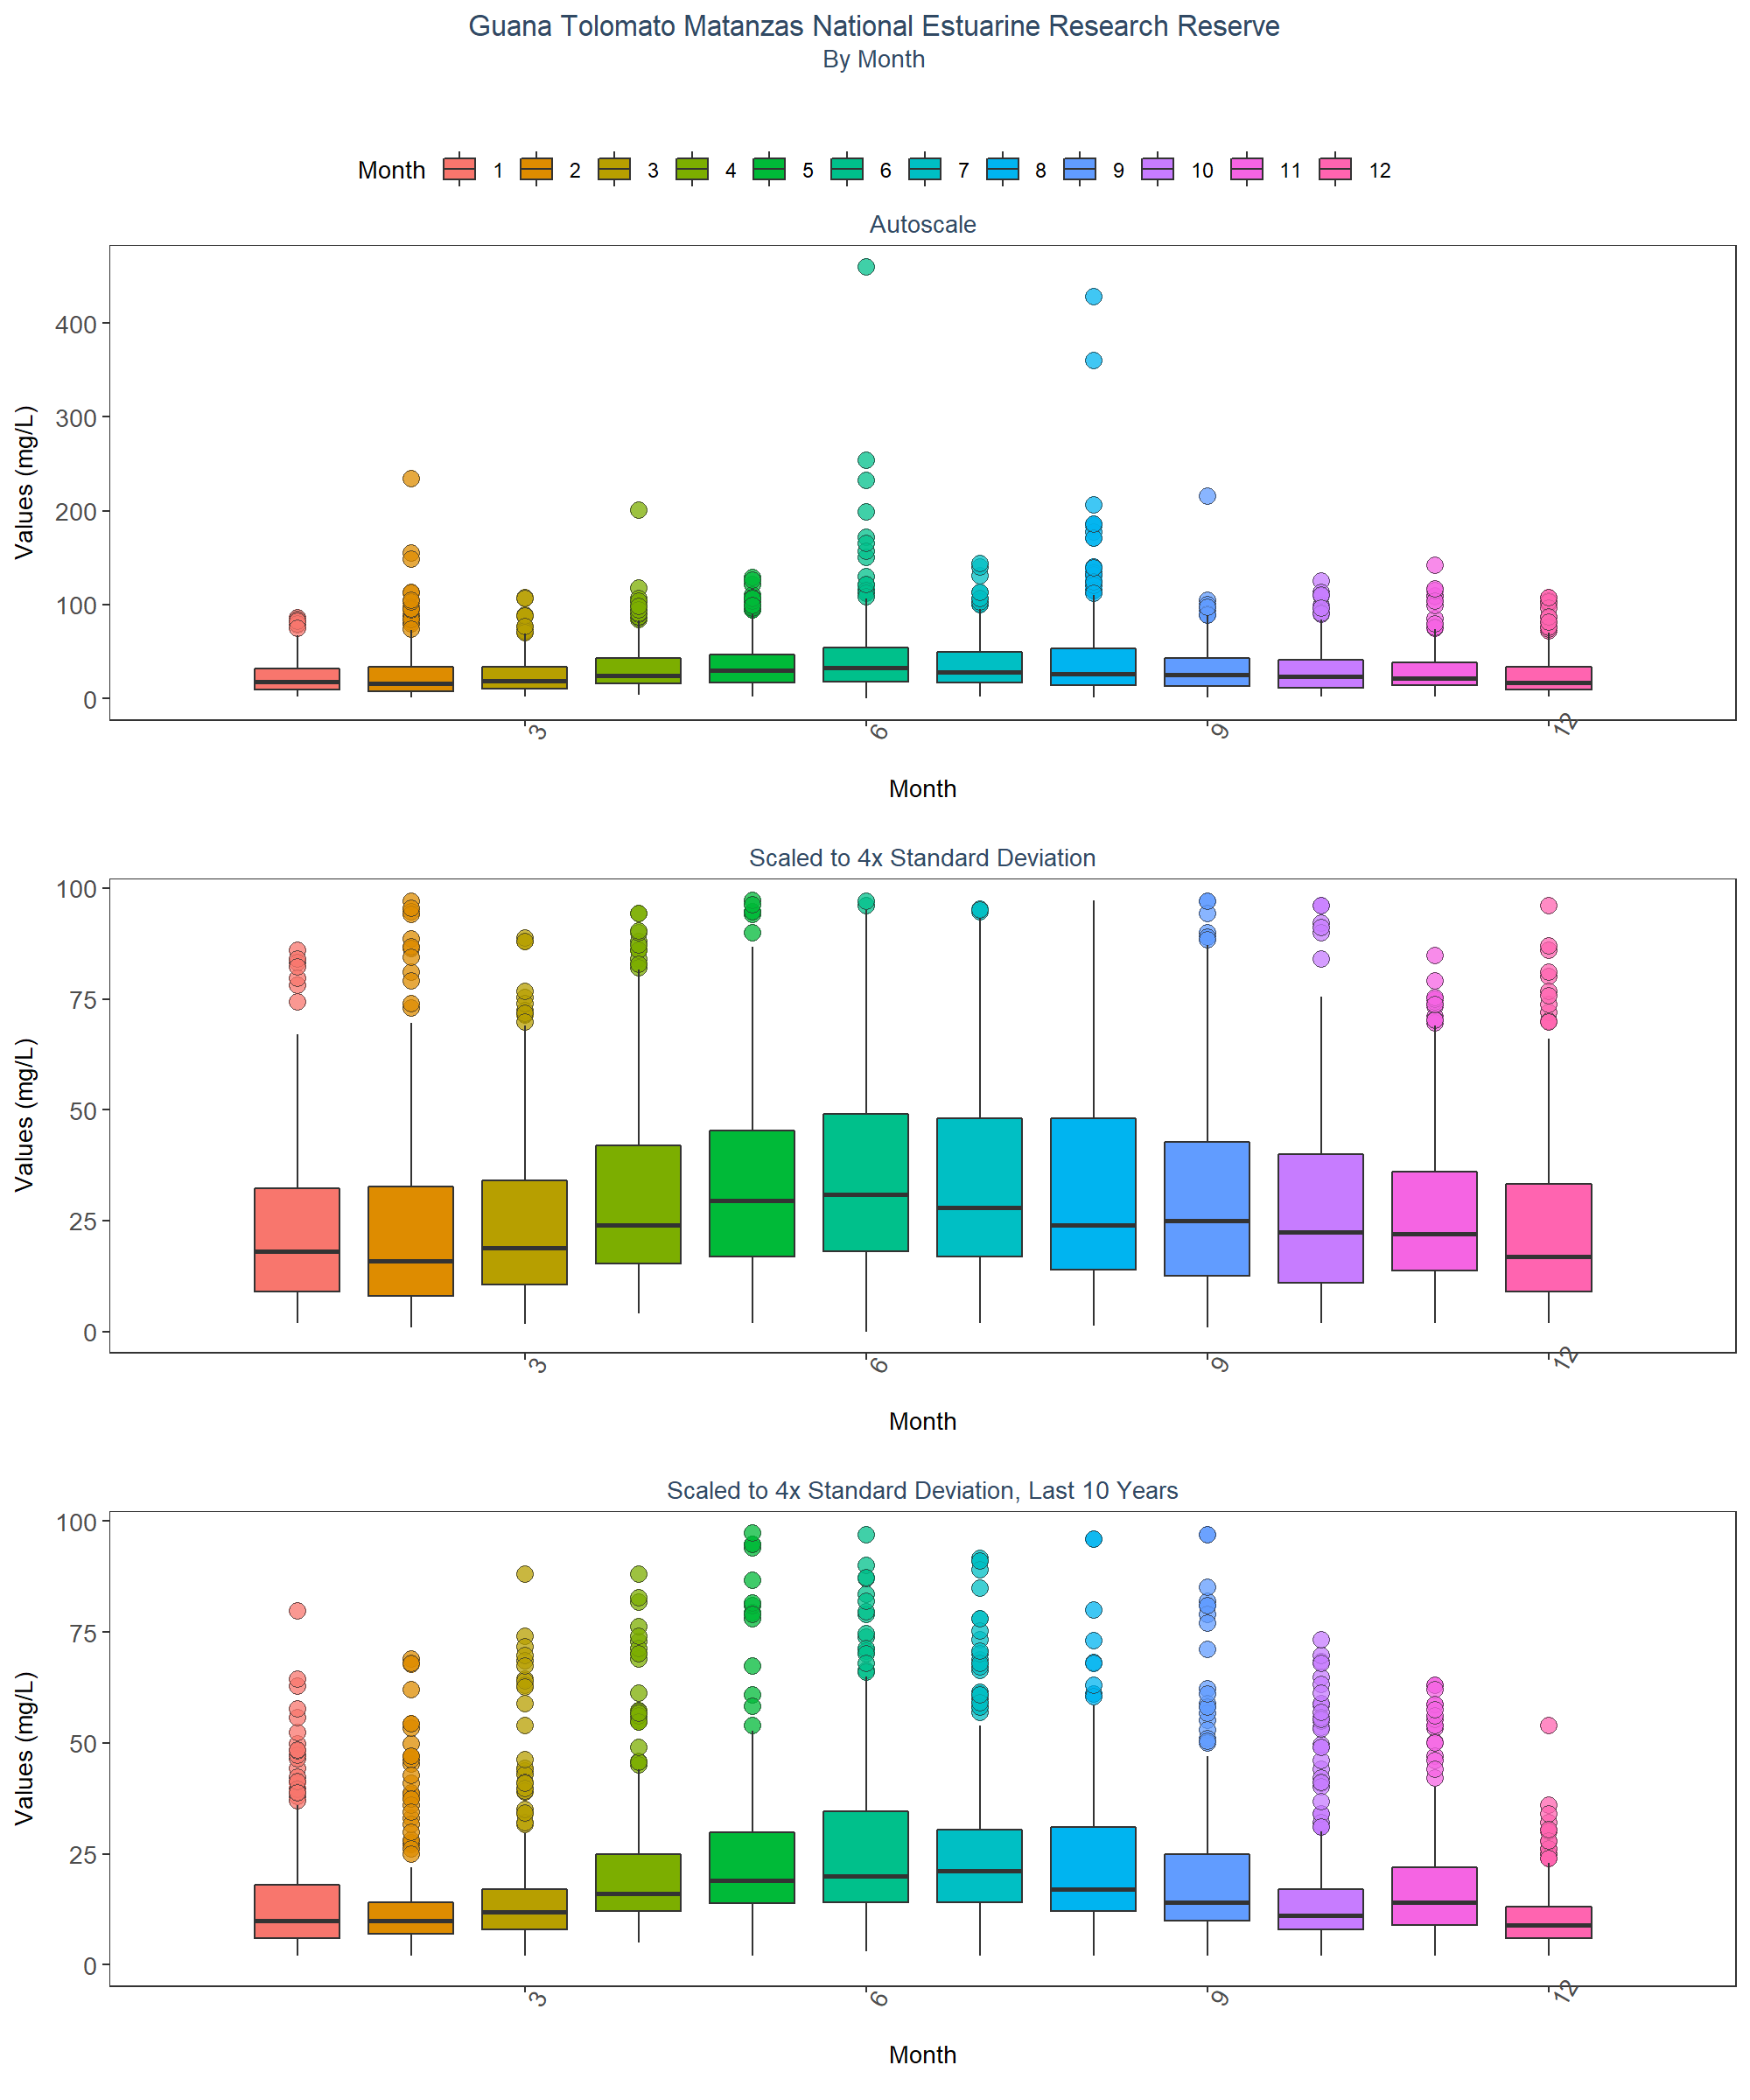 Guana Tolomato Matanzas National Estuarine Research Reserve
By Month
Month 1 2 3 4 5 6 7 8 9 10 11 12
Autoscale
Values (mg/L)
400
300
200
100
0
3 6 9 12
Month
Scaled to 4x Standard Deviation
Values (mg/L)
100
75
50
25
0
3 6 9 12
Month
Scaled to 4x Standard Deviation, Last 10 Years
Values (mg/L)
100
75
50
25
0
3 6 9 12
Month